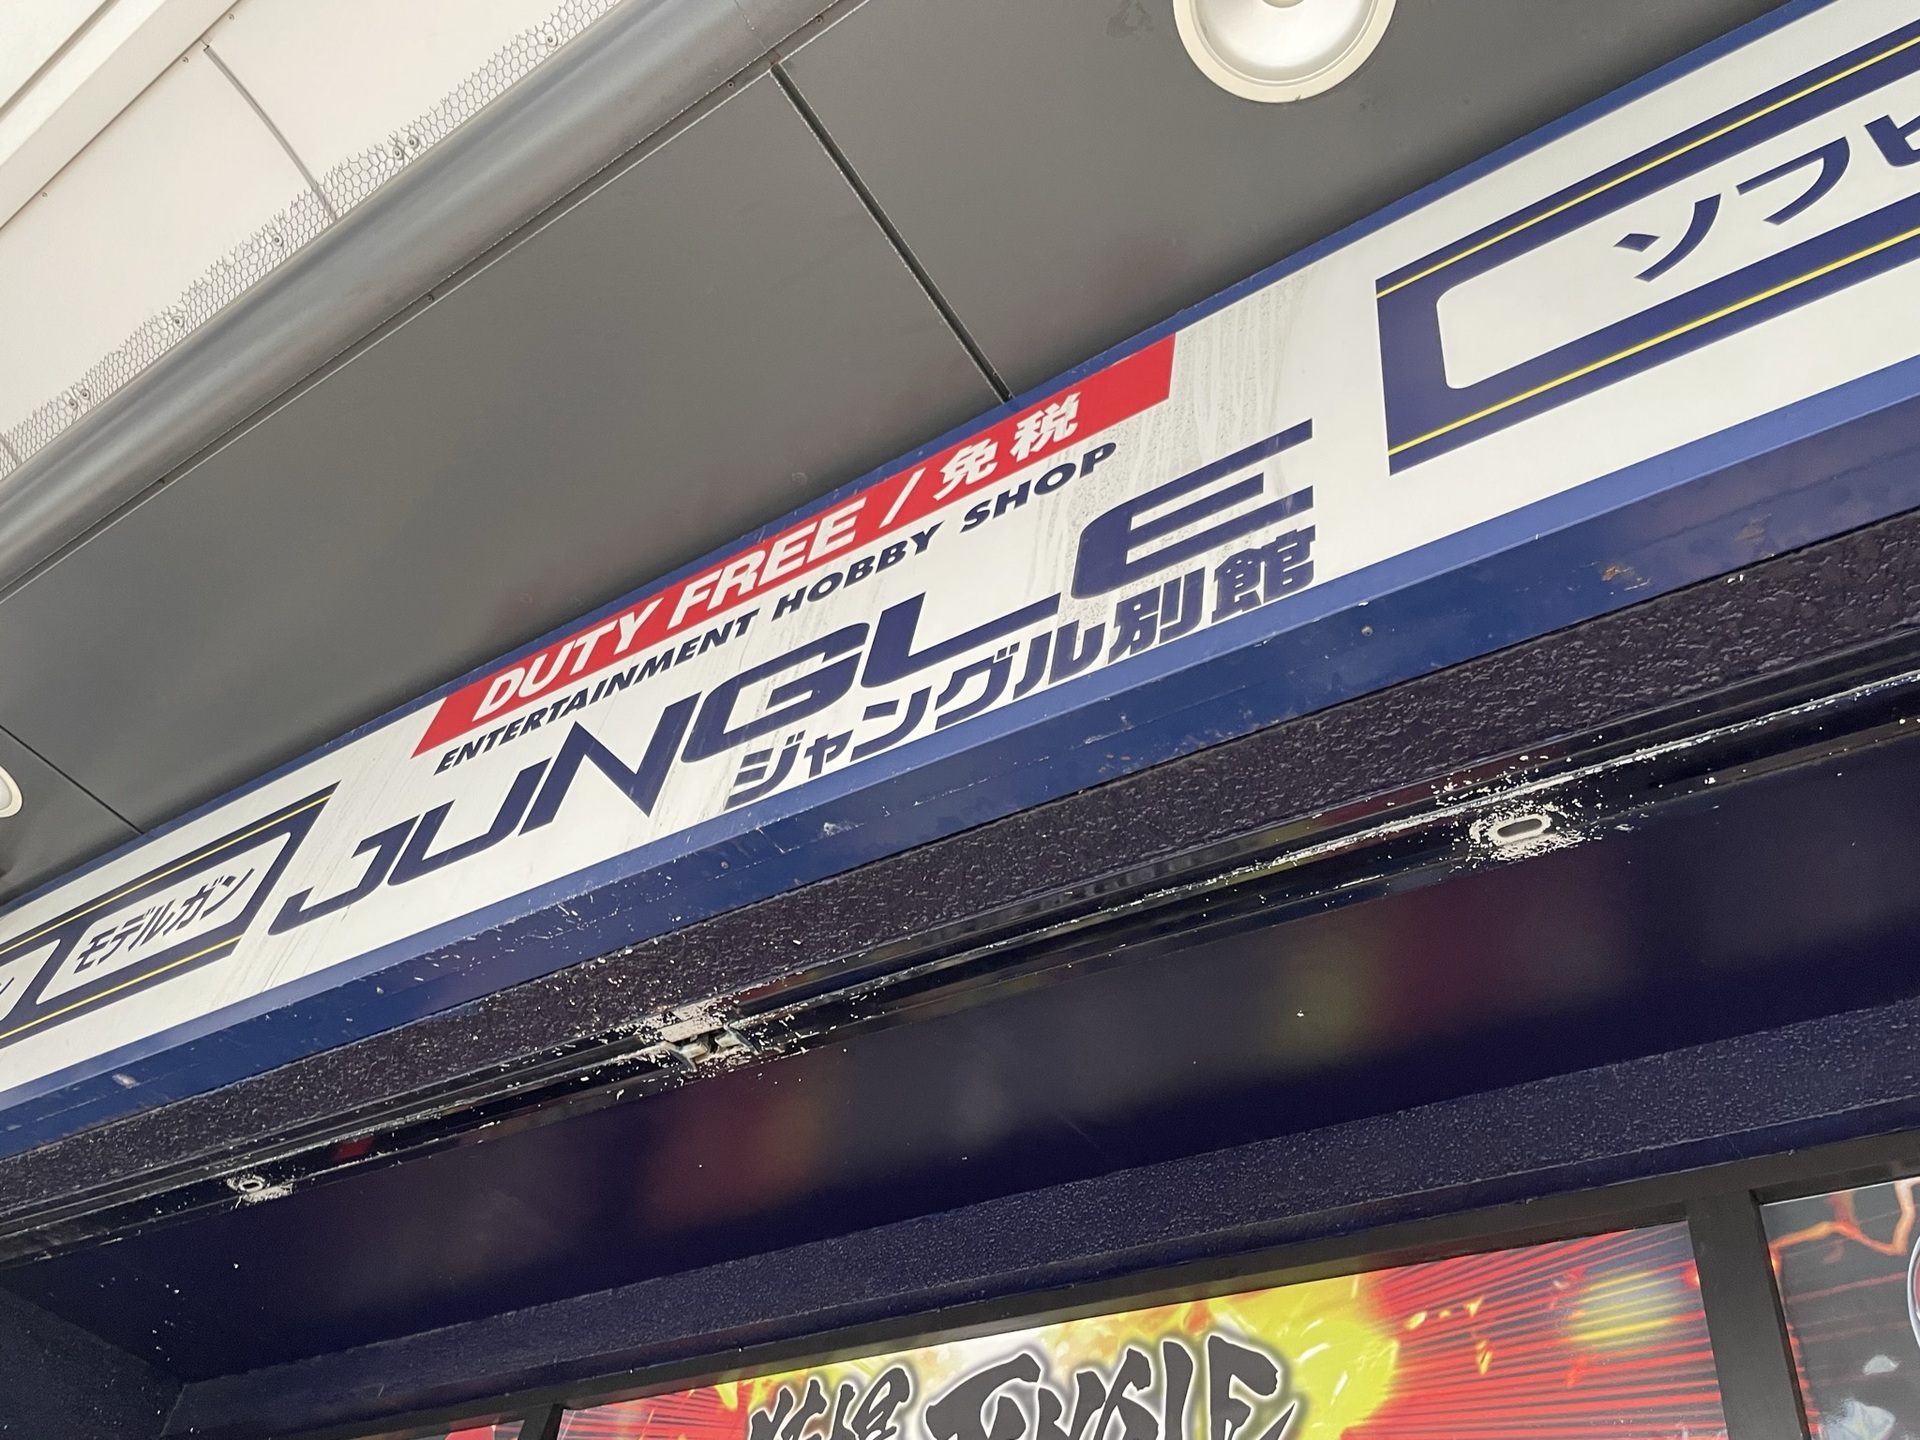 DUTY FREE / 免税
ENTERTAINMENT HOBBY SHOP
JUNGLE
ジャングル別館
モデルガン
ソフビ